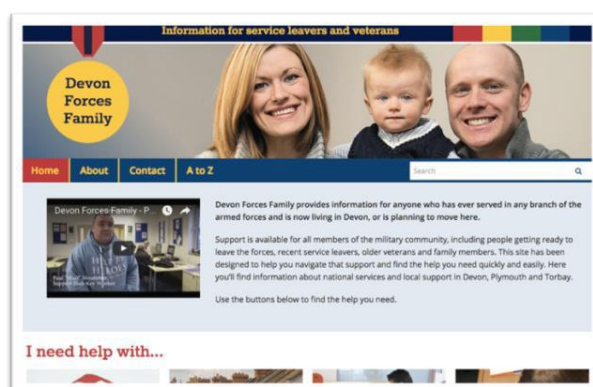 Information for service leavers and veterans
Devon
Forces
Family
Home About Contact A to Z Search
Devon Forces Family - P...
Devon Forces Family provides information for anyone who has ever served in any branch of the
armed forces and is now living in Devon, or is planning to move here.
Support is available for all members of the military community, including people getting ready to
leave the forces, recent service leavers, older veterans and family members. This site has been
designed to help you navigate that support and find the help you need quickly and easily. Here
you'll find information about national services and local support in Devon, Plymouth and Torbay.
Use the buttons below to find the help you need.
HELP
HEROES
Support Hub Key Worker
I need help with...